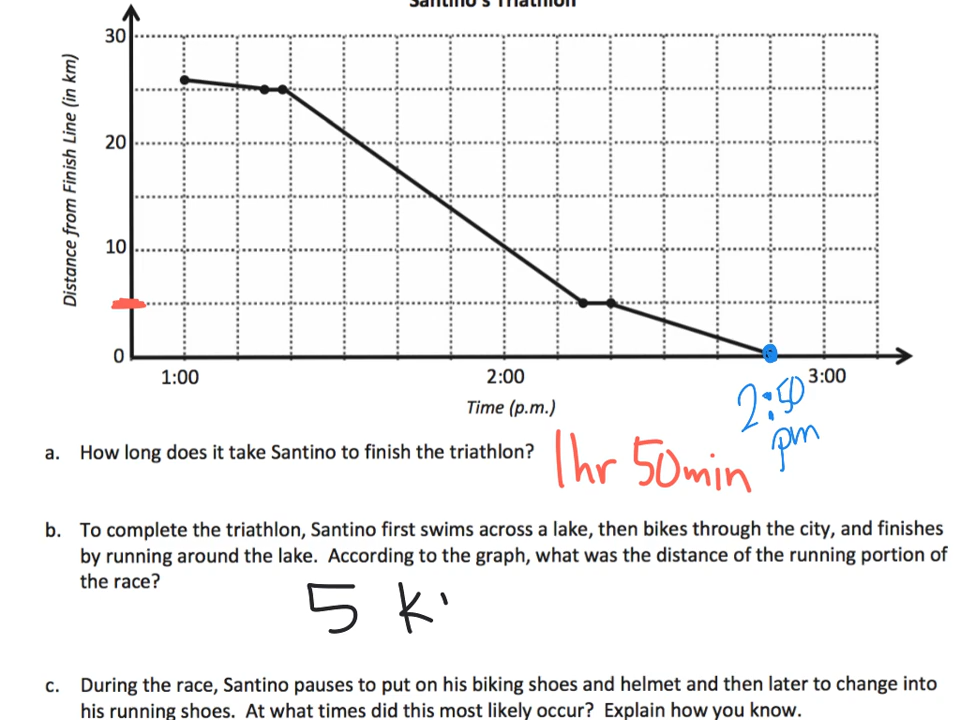 Santino's Triathlon
30
20
10
0
Distance from Finish Line (in km)
1:00
2:00
3:00
Time (p.m.)
2:50
pm
a. How long does it take Santino to finish the triathlon?
1hr 50min
b. To complete the triathlon, Santino first swims across a lake, then bikes through the city, and finishes
by running around the lake. According to the graph, what was the distance of the running portion of
the race?
5 k
c. During the race, Santino pauses to put on his biking shoes and helmet and then later to change into
his running shoes. At what times did this most likely occur? Explain how you know.